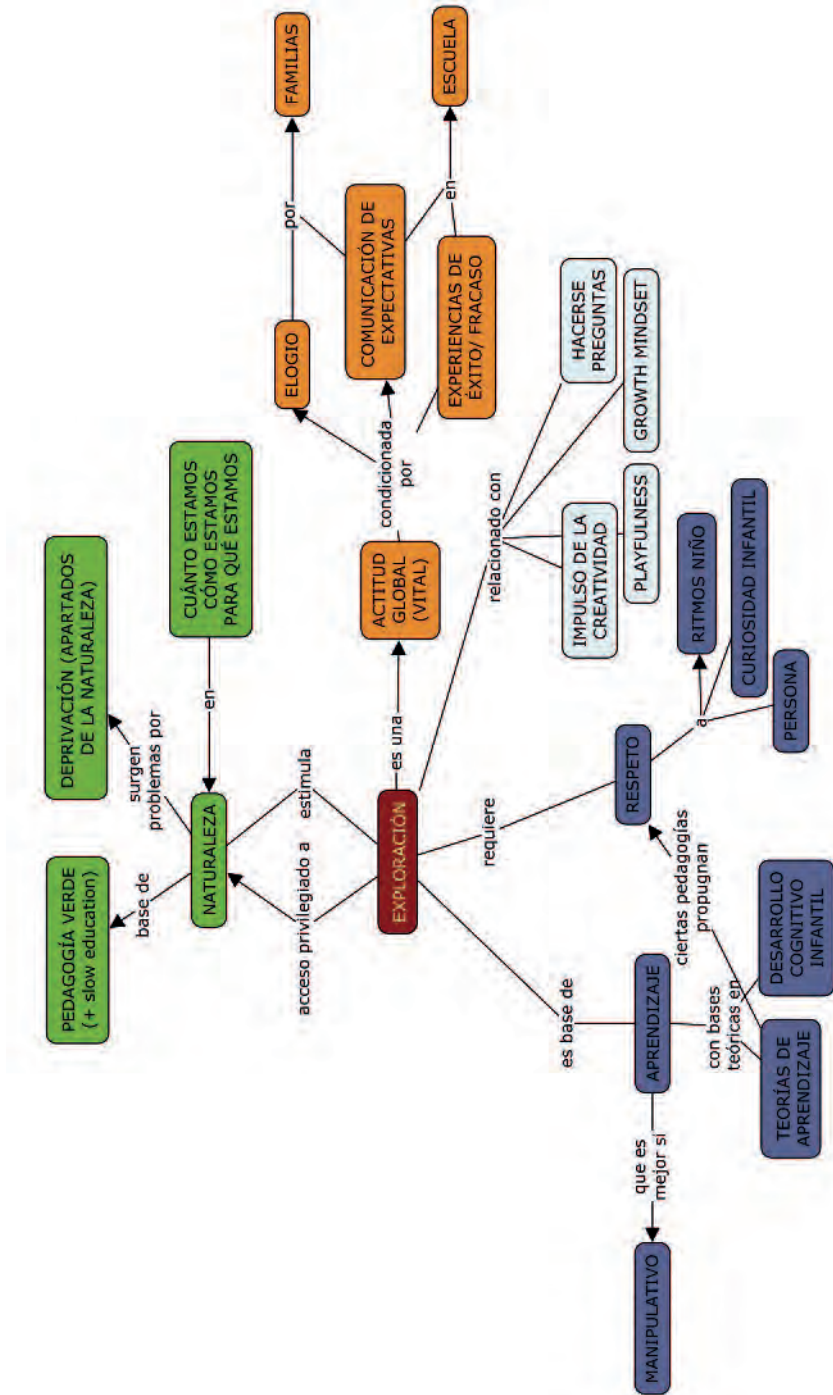 PEDAGOGÍA VERDE
(+ slow education)
DEPRIVACIÓN (APARTADOS
DE LA NATURALEZA)
base de
surgen
problemas por
CUÁNTO ESTAMOS
CÓMO ESTAMOS
PARA QUÉ ESTAMOS
en
NATURALEZA
acceso privilegiado a
estimula
EXPLORACIÓN
es una
ACTITUD
GLOBAL
(VITAL)
condicionada
por
ELOGIO
COMUNICACIÓN DE
EXPECTATIVAS
EXPERIENCIAS DE
ÉXITO/ FRACASO
por
en
FAMILIAS
ESCUELA
relacionado con
IMPULSO DE LA
CREATIVIDAD
PLAYFULNESS
HACERSE
PREGUNTAS
GROWTH MINDSET
requiere
RESPETO
a
RITMOS NIÑO
CURIOSIDAD INFANTIL
PERSONA
es base de
APRENDIZAJE
que es
mejor si
MANIPULATIVO
con bases
teóricas en
TEORÍAS DE
APRENDIZAJE
DESARROLLO
COGNITIVO
INFANTIL
ciertas pedagogías
propugnan